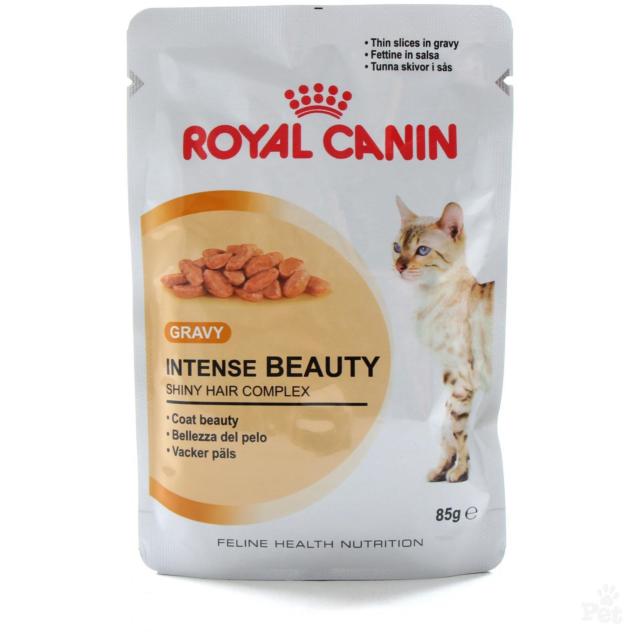 • Thin slices in gravy
• Fettine in salsa
• Tunna skivor i sås
ROYAL CANIN
GRAVY
INTENSE BEAUTY
SHINY HAIR COMPLEX
• Coat beauty
• Bellezza del pelo
• Vacker päls
85g ℮
FELINE HEALTH NUTRITION
Pet